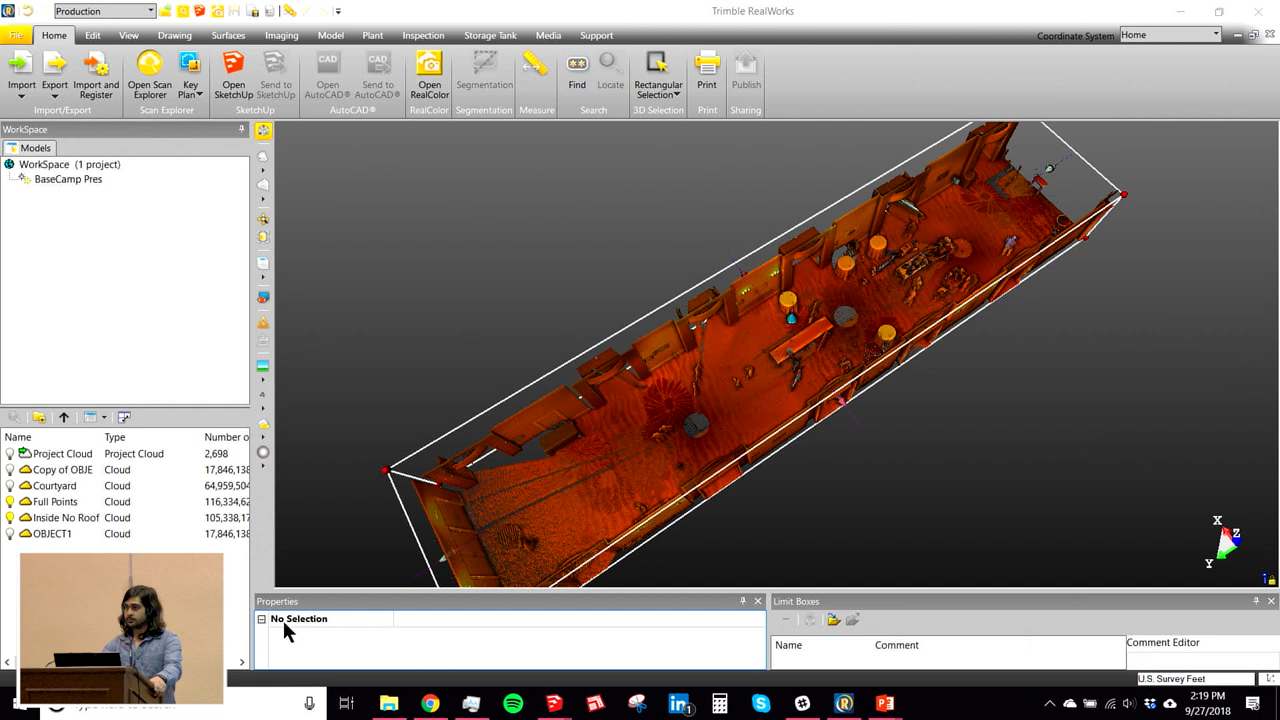 Production
Trimble RealWorks
File Home Edit View Drawing Surfaces Imaging Model Plant Inspection Storage Tank Media Support
Coordinate System Home
Import
Export
Import and Register
Open Scan Explorer
Key Plan
Open SketchUp
Send to SketchUp
Open AutoCAD®
Send to AutoCAD®
Open RealColor
Segmentation
Measure
Find
Locate
Rectangular Selection
Print
Publish
Import/Export Scan Explorer SketchUp AutoCAD® RealColor Segmentation Measure Search 3D Selection Print Sharing
WorkSpace
Models
WorkSpace (1 project)
BaseCamp Pres
Name Type Number o
Project Cloud Project Cloud 2,698
Copy of OBJE Cloud 17,846,138
Courtyard Cloud 64,959,504
Full Points Cloud 116,334,62
Inside No Roof Cloud 105,338,17
OBJECT1 Cloud 17,846,138
X
Z
Y
Properties
No Selection
Limit Boxes
Name Comment
Comment Editor
U.S. Survey Feet
2:19 PM
9/27/2018